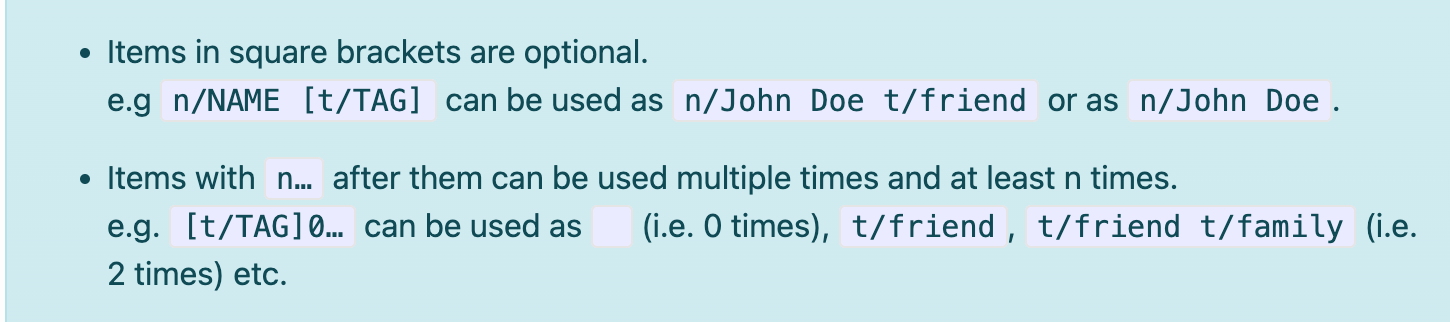 • Items in square brackets are optional.
e.g n/NAME [t/TAG] can be used as n/John Doe t/friend or as n/John Doe.
• Items with n… after them can be used multiple times and at least n times.
e.g. [t/TAG]0… can be used as   (i.e. 0 times), t/friend, t/friend t/family (i.e.
2 times) etc.